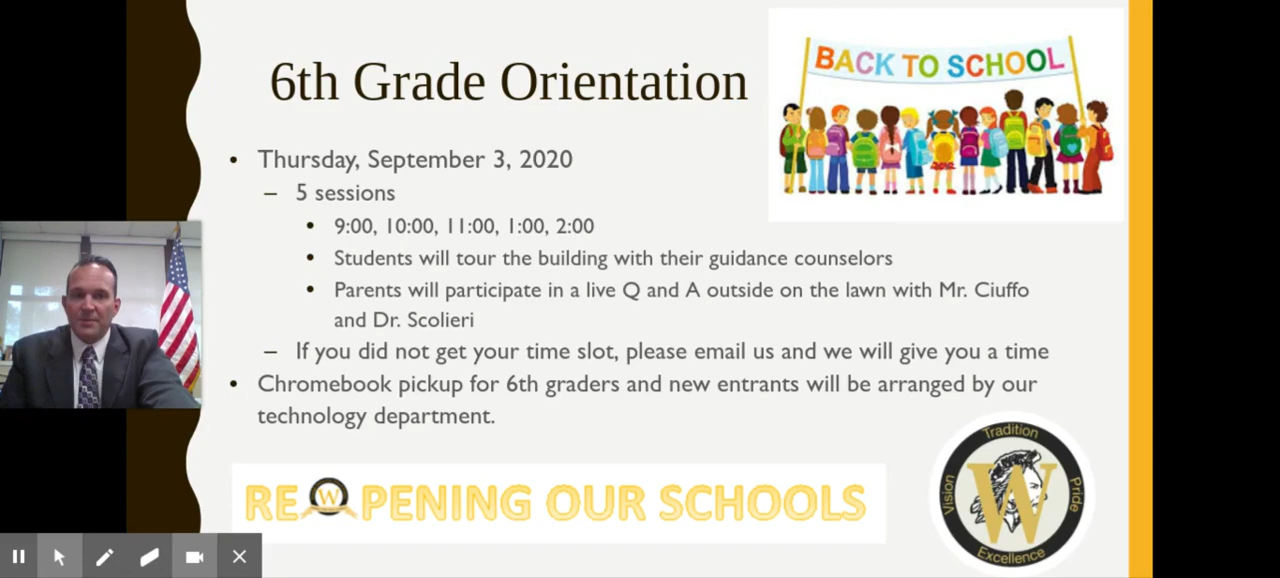 BACK TO SCHOOL
6th Grade Orientation
• Thursday, September 3, 2020
– 5 sessions
• 9:00, 10:00, 11:00, 1:00, 2:00
• Students will tour the building with their guidance counselors
• Parents will participate in a live Q and A outside on the lawn with Mr. Ciuffo
and Dr. Scolieri
– If you did not get your time slot, please email us and we will give you a time
• Chromebook pickup for 6th graders and new entrants will be arranged by our
technology department.
REOPENING OUR SCHOOLS
Tradition
Vision
W
Pride
Excellence